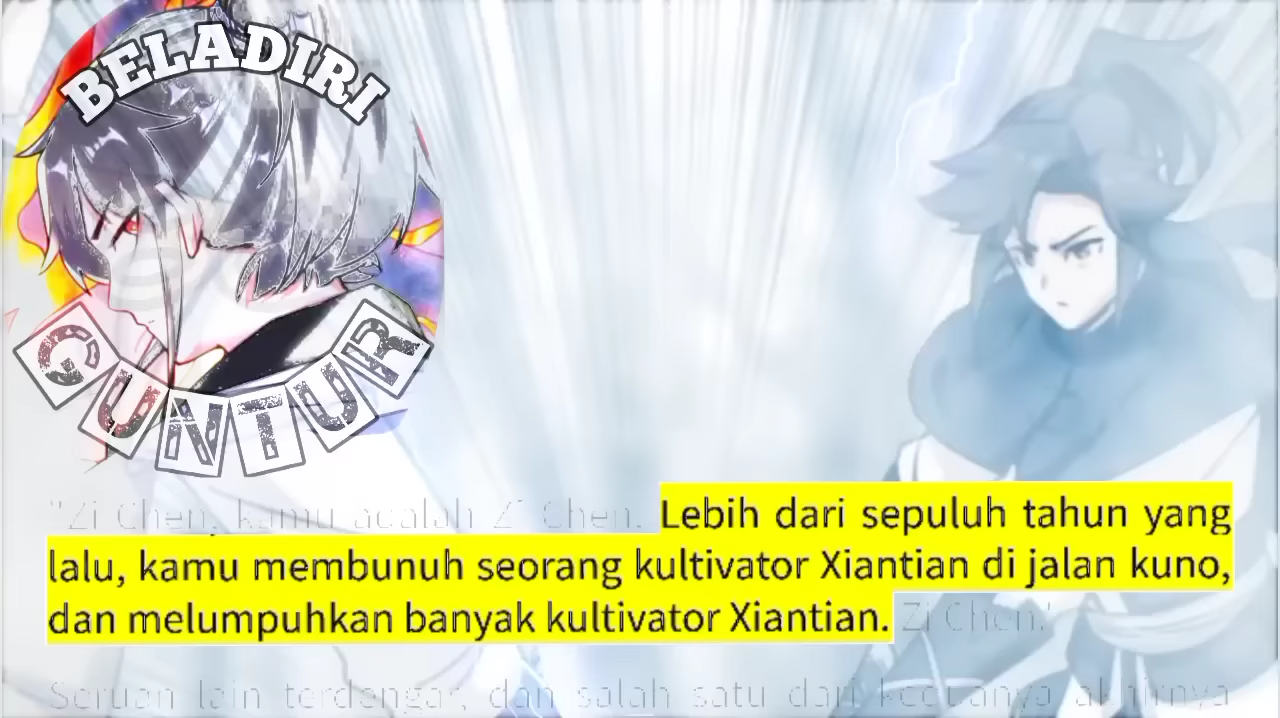 BELADIRI
GUNTUR
"Zi Chen, kamu adalah Zi Chen. Lebih dari sepuluh tahun yang
lalu, kamu membunuh seorang kultivator Xiantian di jalan kuno,
dan melumpuhkan banyak kultivator Xiantian. Zi Chen."
Seruan lain terdengar, dan salah satu dari keduanya akhirnya